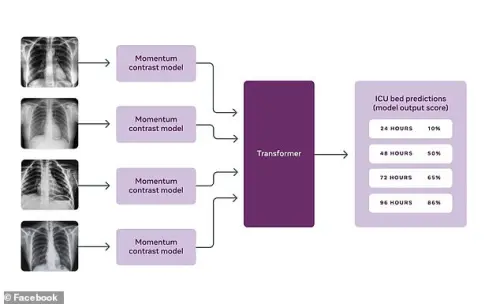 Momentum
contrast model
Momentum
contrast model
Momentum
contrast model
Momentum
contrast model
Transformer
ICU bed predictions
(model output score)
24 HOURS 10%
48 HOURS 50%
72 HOURS 65%
96 HOURS 86%
© Facebook